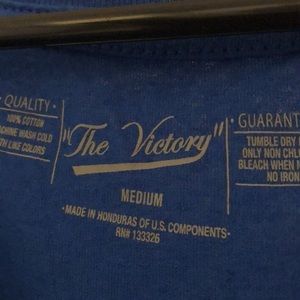 · QUALITY ·
100% COTTON
MACHINE WASH COLD
WITH LIKE COLORS
"The Victory"
MEDIUM
·MADE IN HONDURAS OF U.S. COMPONENTS·
RN# 133326
· GUARANT
TUMBLE DRY
ONLY NON CHL
BLEACH WHEN N
NO IRON